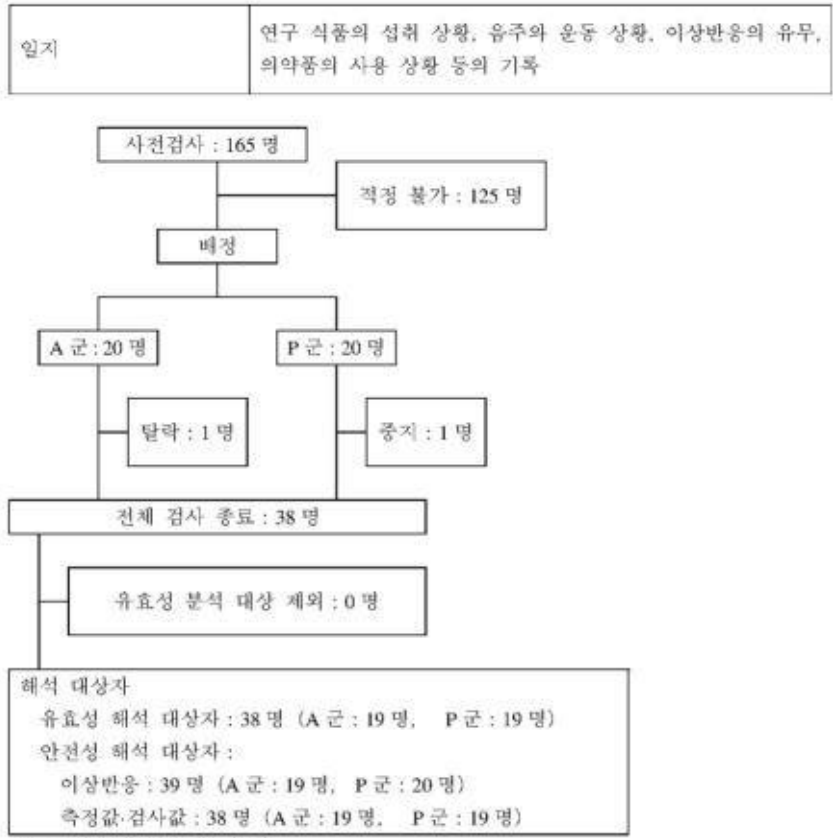 일지
연구 식품의 섭취 상황, 음주와 운동 상황, 이상반응의 유무,
의약품의 사용 상황 등의 기록
사전검사 : 165 명
적정 불가 : 125 명
배정
A 군 : 20 명
P 군 : 20 명
탈락 : 1 명
중지 : 1 명
전체 검사 종료 : 38 명
유효성 분석 대상 제외 : 0 명
해석 대상자
유효성 해석 대상자 : 38 명 (A 군 : 19 명, P 군 : 19 명)
안전성 해석 대상자 :
이상반응 : 39 명 (A 군 : 19 명, P 군 : 20 명)
측정값·검사값 : 38 명 (A 군 : 19 명, P 군 : 19 명)